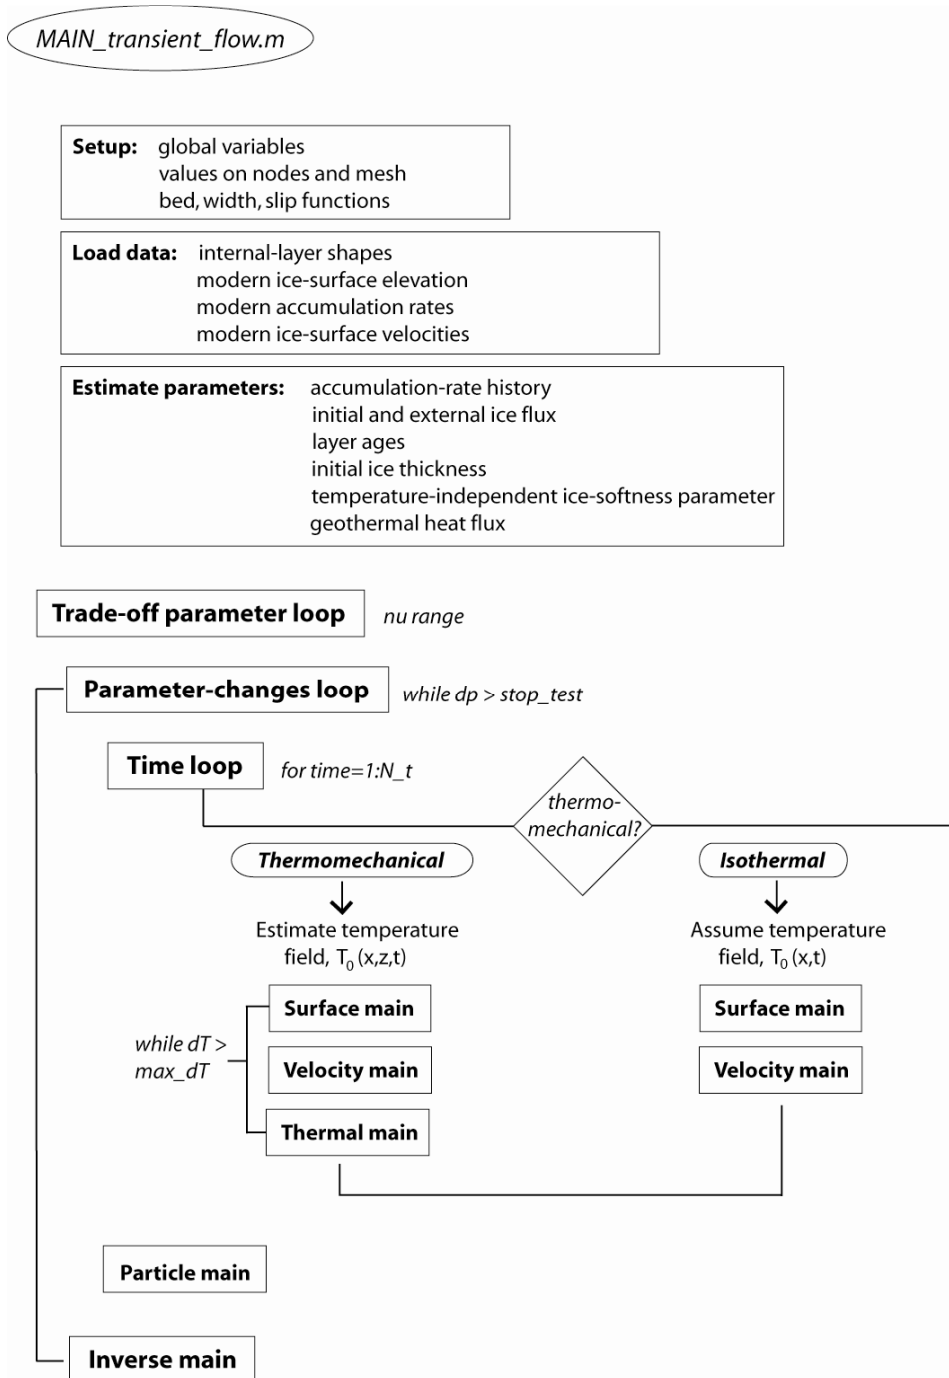 MAIN_transient_flow.m
Setup: global variables
values on nodes and mesh
bed, width, slip functions
Load data: internal-layer shapes
modern ice-surface elevation
modern accumulation rates
modern ice-surface velocities
Estimate parameters: accumulation-rate history
initial and external ice flux
layer ages
initial ice thickness
temperature-independent ice-softness parameter
geothermal heat flux
Trade-off parameter loop nu range
Parameter-changes loop while dp > stop_test
Time loop for time=1:N_t
thermo-
mechanical?
Thermomechanical
Estimate temperature
field, T₀ (x,z,t)
Surface main
while dT >
max_dT
Velocity main
Thermal main
Isothermal
Assume temperature
field, T₀ (x,t)
Surface main
Velocity main
Particle main
Inverse main